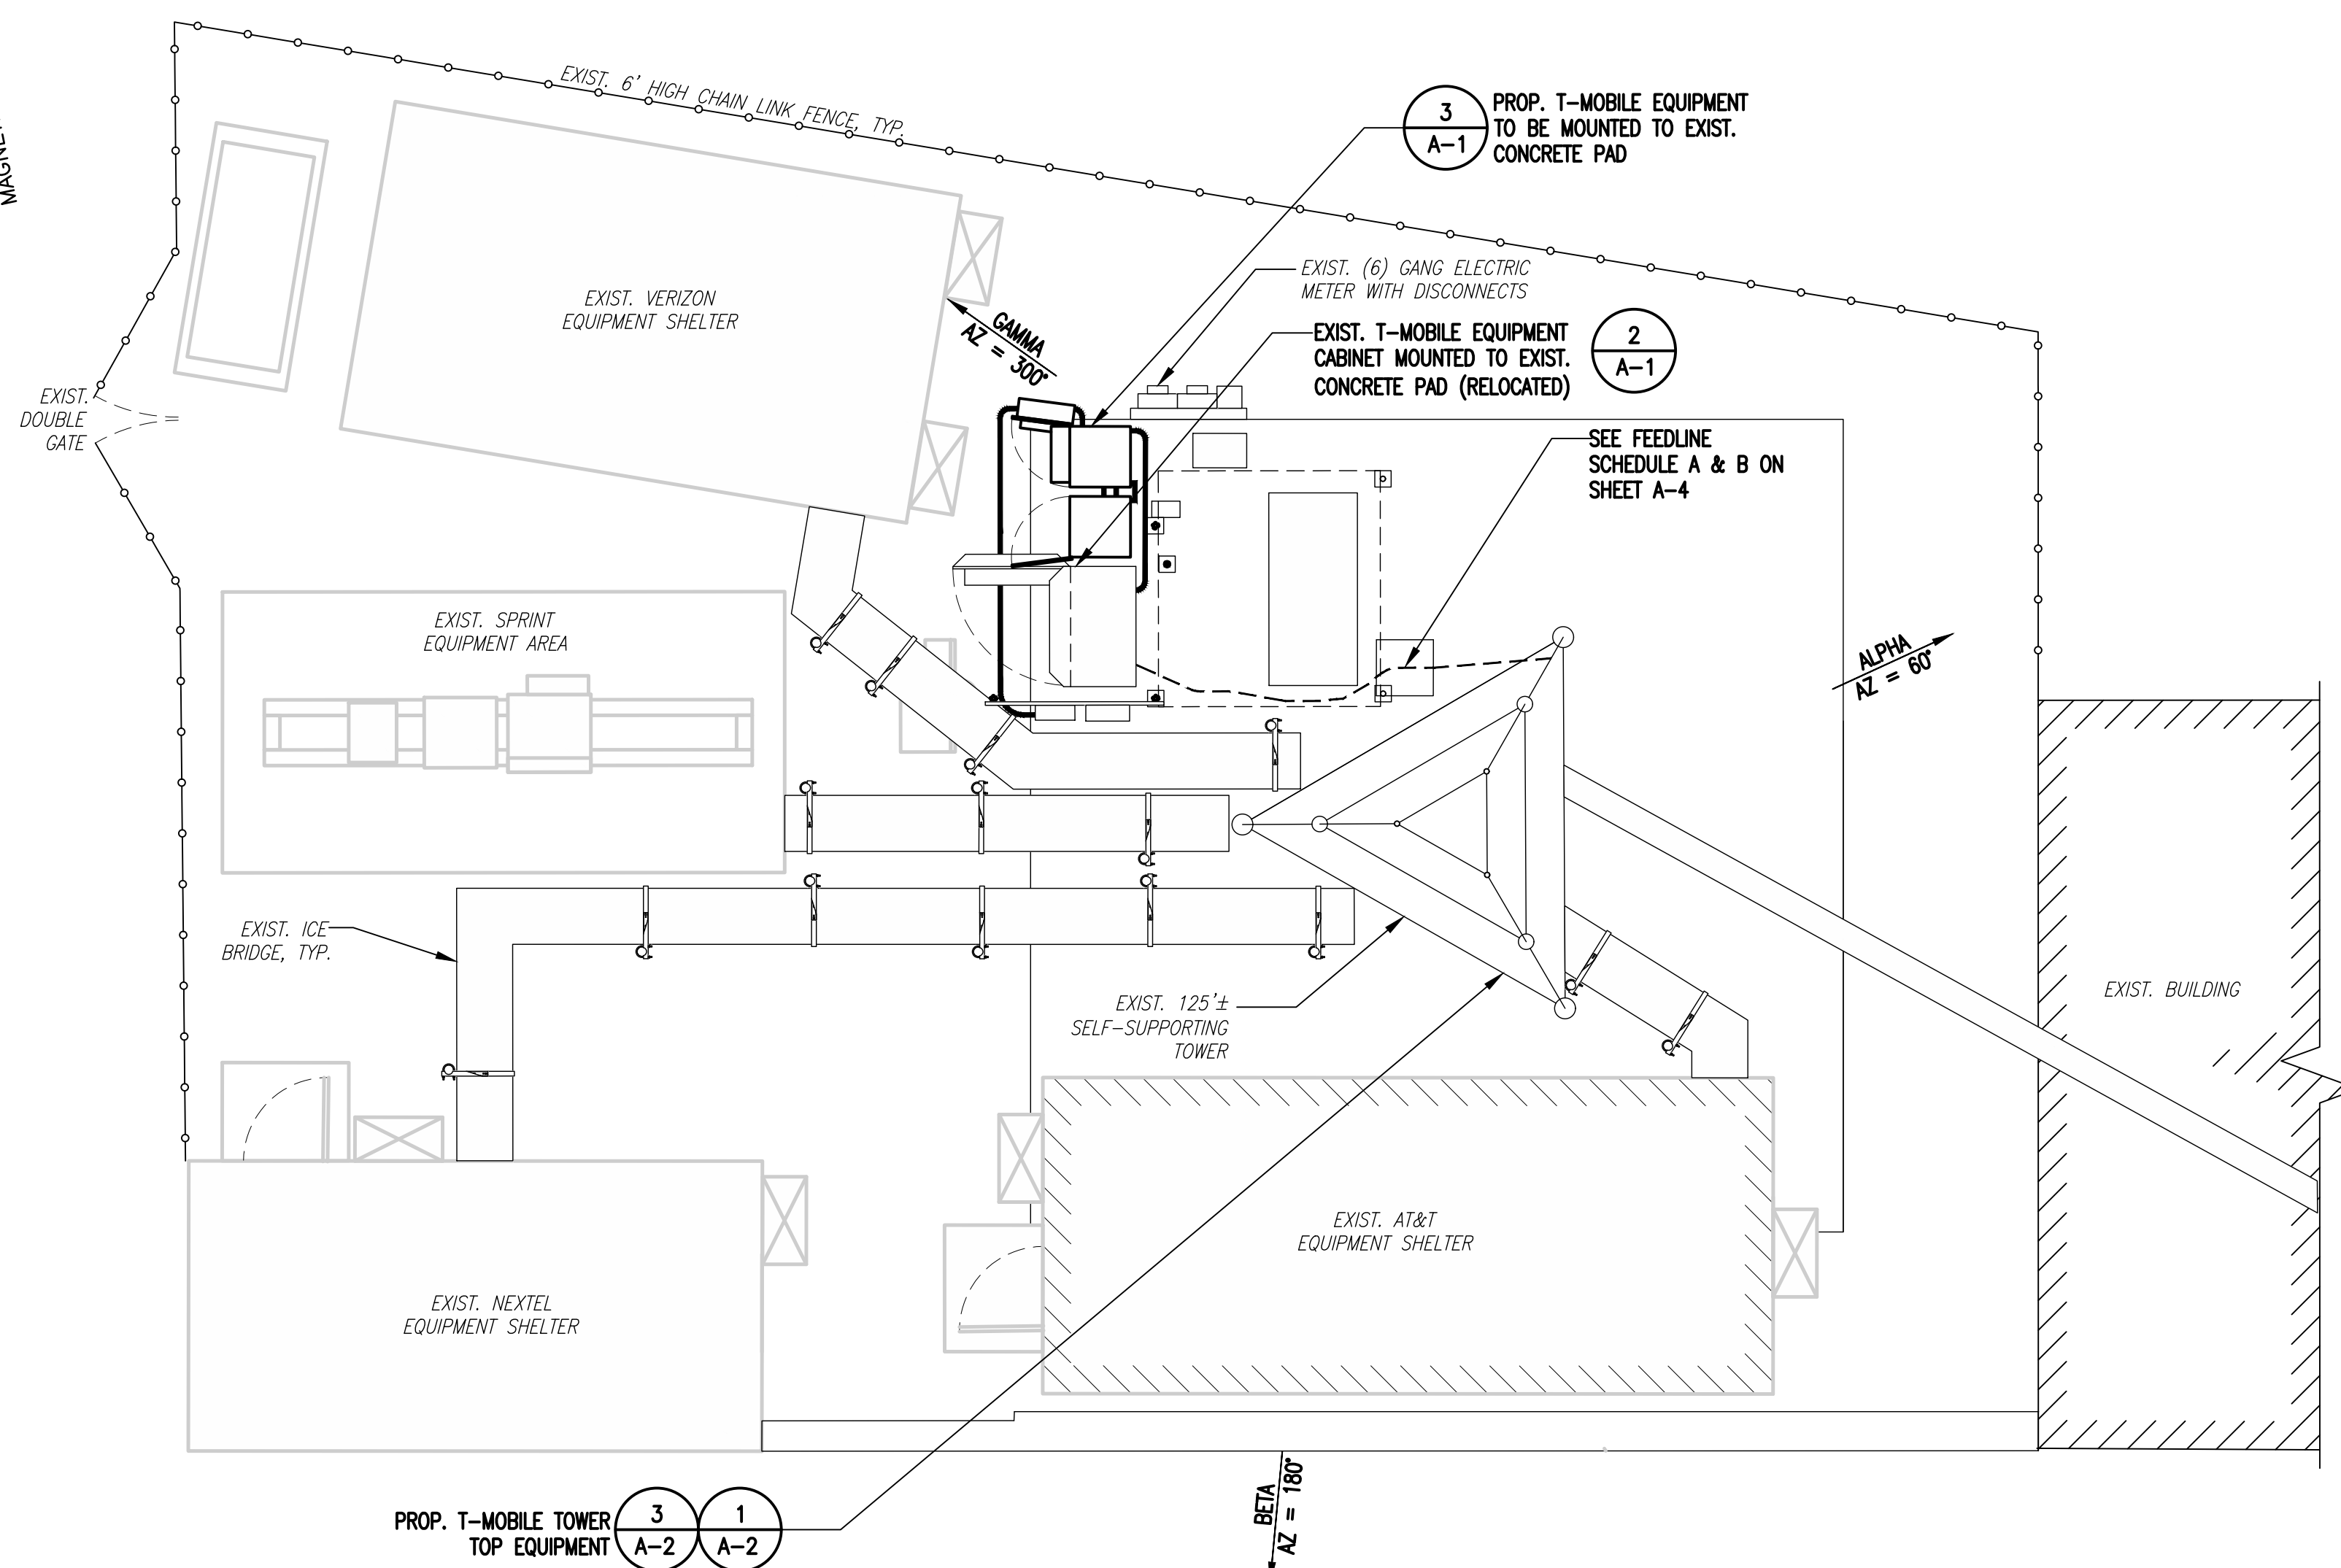 MAGNE
EXIST. 6' HIGH CHAIN LINK FENCE, TYP.
3
A-1
PROP. T-MOBILE EQUIPMENT
TO BE MOUNTED TO EXIST.
CONCRETE PAD
EXIST. VERIZON
EQUIPMENT SHELTER
GAMMA
AZ = 300°
EXIST. (6) GANG ELECTRIC
METER WITH DISCONNECTS
EXIST. T-MOBILE EQUIPMENT
CABINET MOUNTED TO EXIST.
CONCRETE PAD (RELOCATED)
2
A-1
EXIST.
DOUBLE
GATE
SEE FEEDLINE
SCHEDULE A & B ON
SHEET A-4
EXIST. SPRINT
EQUIPMENT AREA
ALPHA
AZ = 60°
EXIST. ICE
BRIDGE, TYP.
EXIST. 125'±
SELF-SUPPORTING
TOWER
EXIST. BUILDING
EXIST. AT&T
EQUIPMENT SHELTER
EXIST. NEXTEL
EQUIPMENT SHELTER
PROP. T-MOBILE TOWER
TOP EQUIPMENT
3
A-2
1
A-2
BETA
AZ = 180°